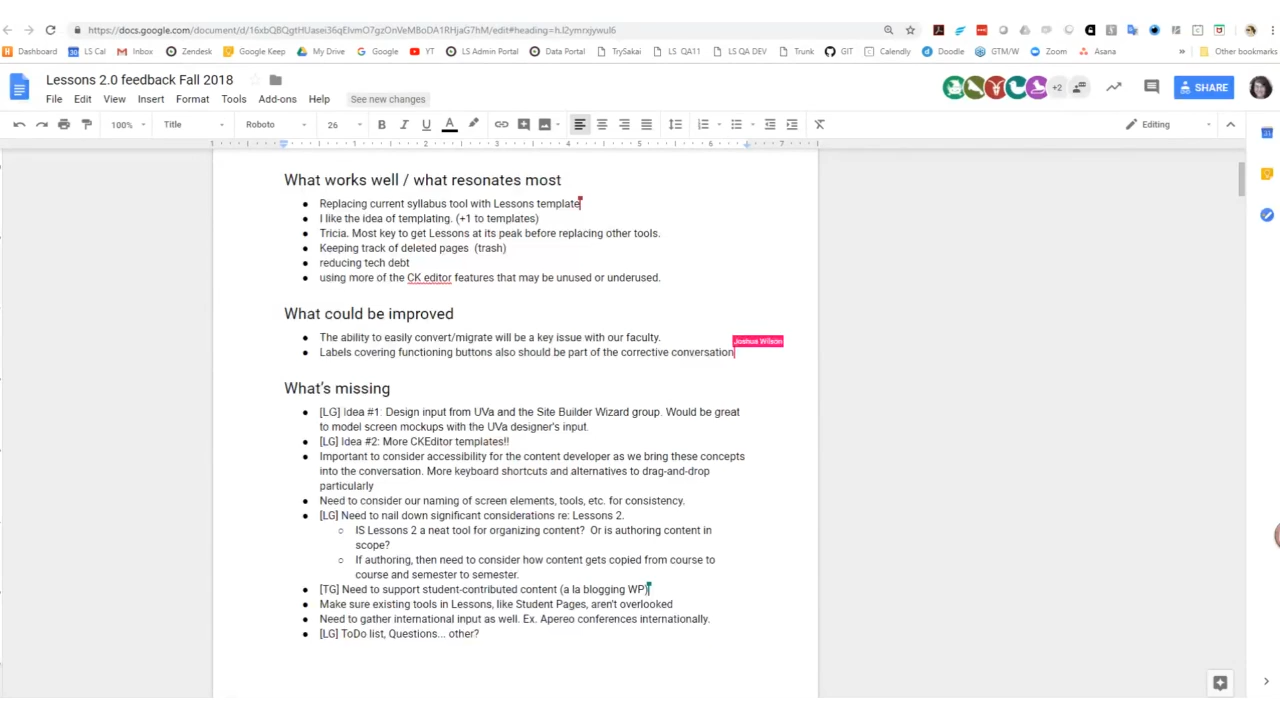 https://docs.google.com/document/d/16xbQBQgtHUasei36qEIvmO7gzOnVeMBoDA1RHjaG7hM/edit#heading=h.l2ymrxjywul6
Dashboard LS Cal Inbox Zendesk Google Keep My Drive Google YT LS Admin Portal Data Portal TrySakai LS QA11 LS QA DEV Trunk GIT Calendly Doodle GTM/W Zoom Asana » Other bookmarks
Lessons 2.0 feedback Fall 2018
+2 SHARE
File Edit View Insert Format Tools Add-ons Help See new changes
100% Title Roboto 26 B I U A Editing
1 1 2 3 4 5 6 7
What works well / what resonates most
● Replacing current syllabus tool with Lessons template
● I like the idea of templating. (+1 to templates)
● Tricia. Most key to get Lessons at its peak before replacing other tools.
● Keeping track of deleted pages (trash)
● reducing tech debt
● using more of the CK editor features that may be unused or underused.
What could be improved
● The ability to easily convert/migrate will be a key issue with our faculty.
Joshua Wilson
● Labels covering functioning buttons also should be part of the corrective conversation
What's missing
● [LG] Idea #1: Design input from UVa and the Site Builder Wizard group. Would be great
to model screen mockups with the UVa designer's input.
● [LG] Idea #2: More CKEditor templates!!
● Important to consider accessibility for the content developer as we bring these concepts
into the conversation. More keyboard shortcuts and alternatives to drag-and-drop
particularly
● Need to consider our naming of screen elements, tools, etc. for consistency.
● [LG] Need to nail down significant considerations re: Lessons 2.
○ IS Lessons 2 a neat tool for organizing content? Or is authoring content in
scope?
○ If authoring, then need to consider how content gets copied from course to
course and semester to semester.
● [TG] Need to support student-contributed content (a la blogging WP)
● Make sure existing tools in Lessons, like Student Pages, aren't overlooked
● Need to gather international input as well. Ex. Apereo conferences internationally.
● [LG] ToDo list, Questions... other?